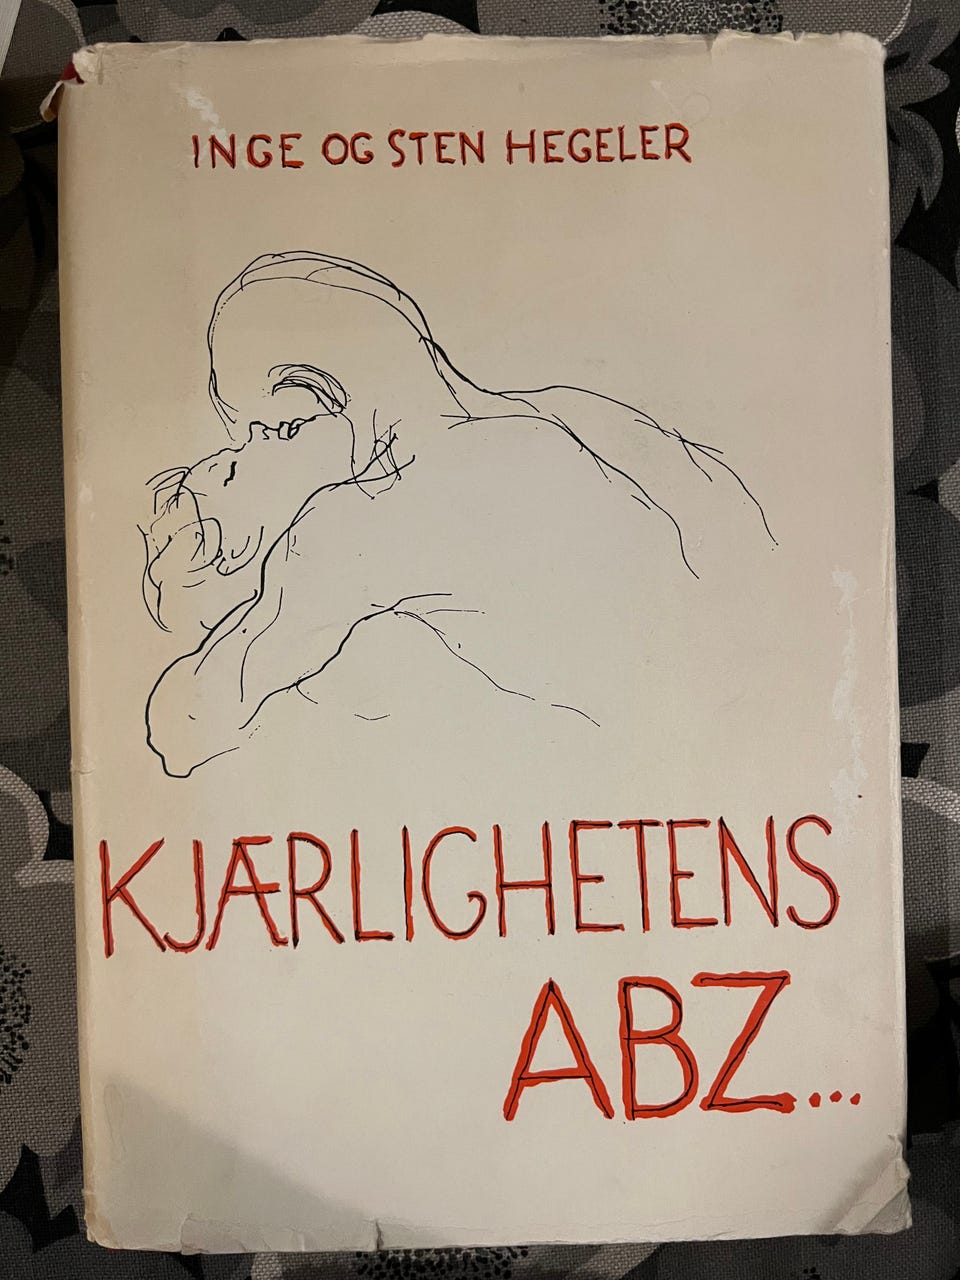 INGE OG STEN HEGELER
KJÆRLIGHETENS
ABZ...